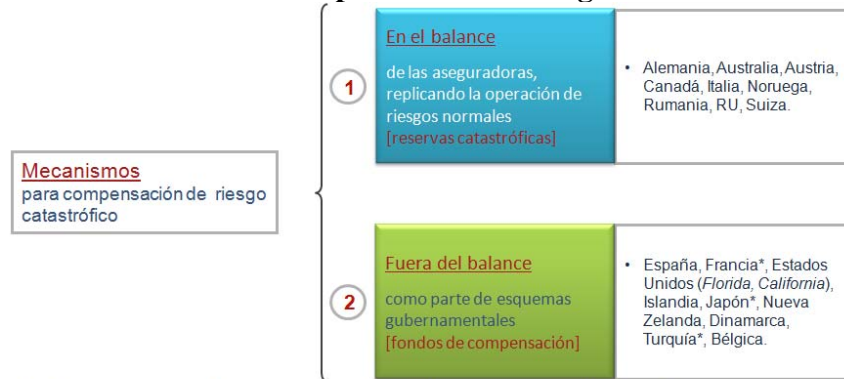 Mecanismos
para compensación de riesgo
catastrófico
1
En el balance
de las aseguradoras,
replicando la operación de
riesgos normales
[reservas catastróficas]
• Alemania, Australia, Austria,
Canadá, Italia, Noruega,
Rumania, RU, Suiza.
2
Fuera del balance
como parte de esquemas
gubernamentales
[fondos de compensación]
• España, Francia*, Estados
Unidos (Florida, California),
Islandia, Japón*, Nueva
Zelanda, Dinamarca,
Turquía*, Bélgica.